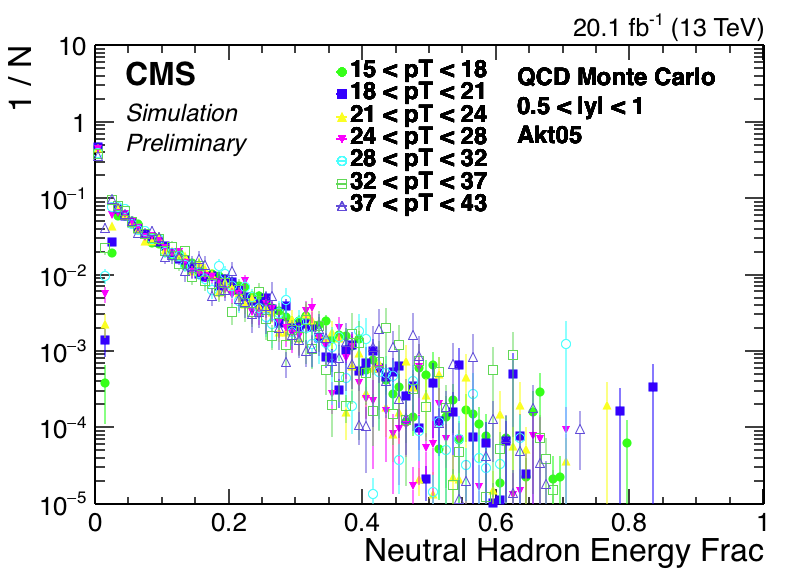 20.1 fb⁻¹ (13 TeV)
1 / N
CMS
Simulation
Preliminary
15 < pT < 18
18 < pT < 21
21 < pT < 24
24 < pT < 28
28 < pT < 32
32 < pT < 37
37 < pT < 43
QCD Monte Carlo
0.5 < |y| < 1
Akt05
10
1
10⁻¹
10⁻²
10⁻³
10⁻⁴
10⁻⁵
0 0.2 0.4 0.6 0.8 1
Neutral Hadron Energy Frac